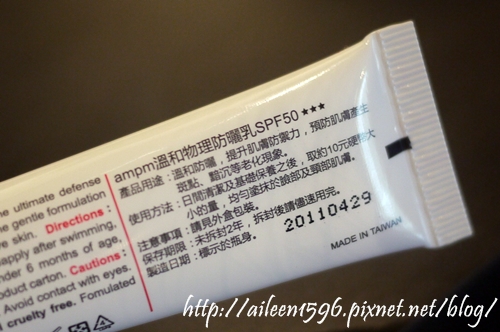 ampm溫和物理防曬乳SPF50 ★★★
產品用途：溫和防曬，提升肌膚防禦力，預防肌膚產生
斑點、黯沉等老化現象。
使用方法：日間清潔及基礎保養之後，取約10元硬幣大
小的量，均勻塗抹於臉部及頸部肌膚。
注意事項：請見外盒包裝。
保存期限：未拆封2年，拆封後請儘速用完。
製造日期：標示於瓶身。
20110429
MADE IN TAIWAN
ne ultimate defense
he gentle formulation
e skin. Directions :
apply after swimming,
nder 6 months of age,
duct carton. Cautions :
Avoid contact with eyes.
cruelty free. Fomulated
http://aileen1596.pixnet.net/blog/